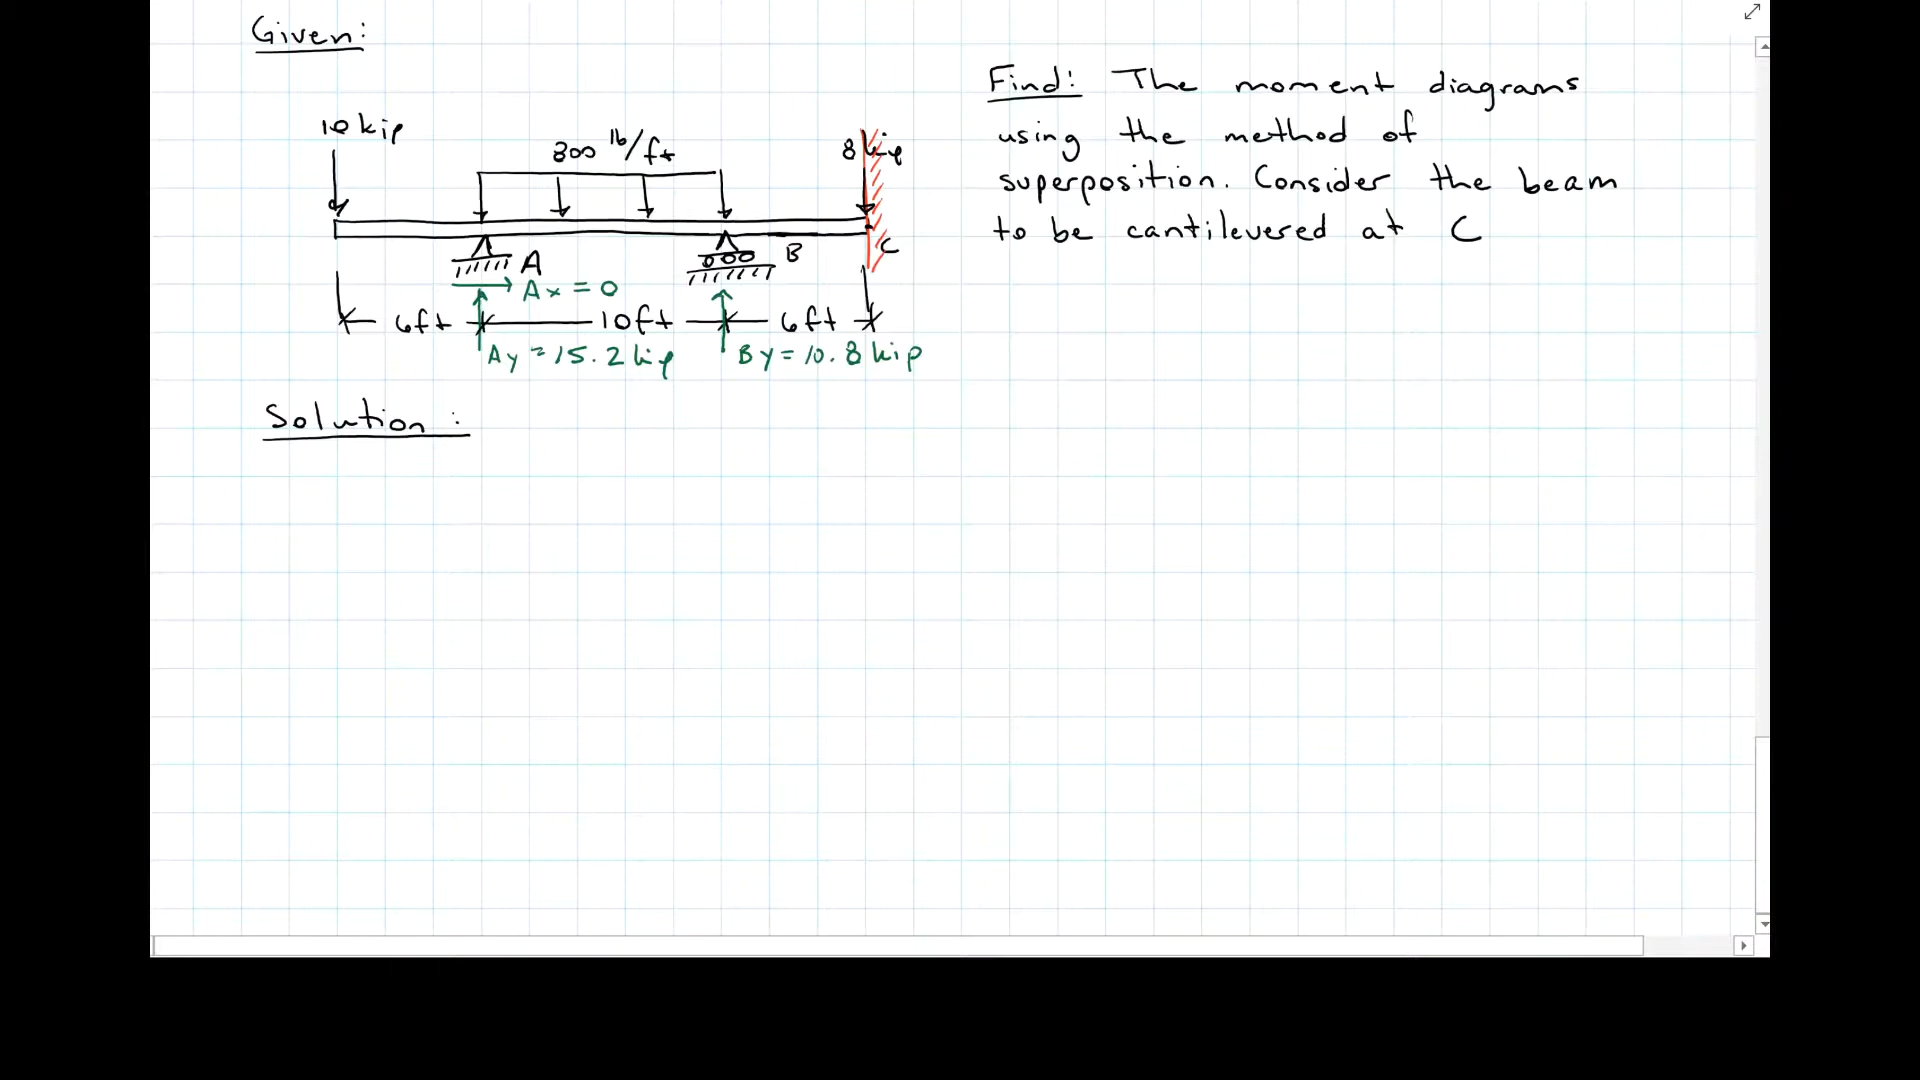 Given:
Find: The moment diagrams
using the method of
superposition. Consider the beam
to be cantilevered at C
10 kip
800 lb/ft
8 kip
A
B
C
Ax = 0
6ft
10ft
6ft
Ay = 15.2 kip
By = 10.8 kip
Solution: